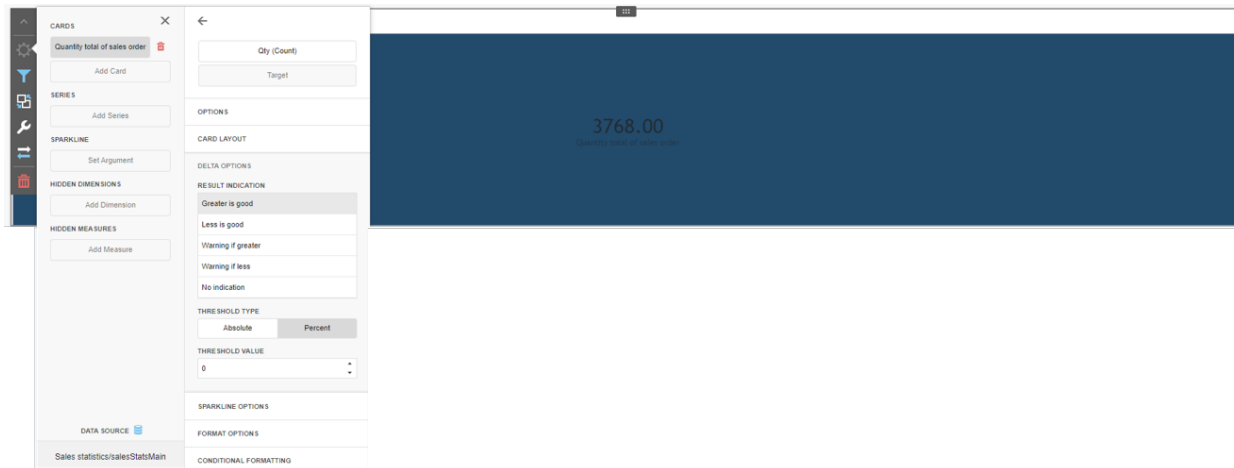 CARDS
Quantity total of sales order
Add Card
SERIES
Add Series
SPARKLINE
Set Argument
HIDDEN DIMENSIONS
Add Dimension
HIDDEN MEASURES
Add Measure
DATA SOURCE
Sales statistics/salesStatsMain
Qty (Count)
Target
OPTIONS
CARD LAYOUT
DELTA OPTIONS
RESULT INDICATION
Greater is good
Less is good
Warning if greater
Warning if less
No indication
THRESHOLD TYPE
Absolute Percent
THRESHOLD VALUE
0
SPARKLINE OPTIONS
FORMAT OPTIONS
CONDITIONAL FORMATTING
3768.00
Quantity total of sales order